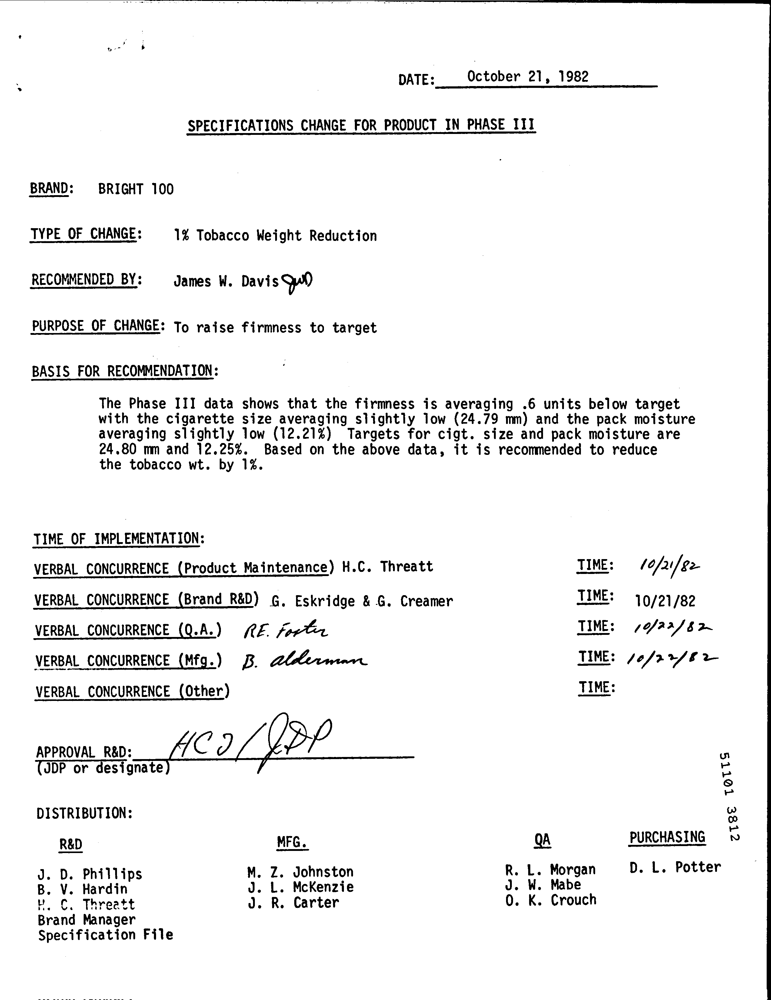 DATE: October 21, 1982
SPECIFICATIONS CHANGE FOR PRODUCT IN PHASE III
BRAND: BRIGHT 100
TYPE OF CHANGE: 1% Tobacco Weight Reduction
RECOMMENDED BY: James W. Davis JWD
PURPOSE OF CHANGE: To raise firmness to target
BASIS FOR RECOMMENDATION:
The Phase III data shows that the firmness is averaging .6 units below target
with the cigarette size averaging slightly low (24.79 mm) and the pack moisture
averaging slightly low (12.21%) Targets for cigt. size and pack moisture are
24.80 mm and 12.25%. Based on the above data, it is recommended to reduce
the tobacco wt. by 1%.
TIME OF IMPLEMENTATION:
VERBAL CONCURRENCE (Product Maintenance) H.C. Threatt TIME: 10/21/82
VERBAL CONCURRENCE (Brand R&D) G. Eskridge & G. Creamer TIME: 10/21/82
VERBAL CONCURRENCE (Q.A.) R.E. Foster TIME: 10/22/82
VERBAL CONCURRENCE (Mfg.) B. Alderman TIME: 10/22/82
VERBAL CONCURRENCE (Other) TIME:
APPROVAL R&D: HCJ/JDP
(JDP or designate)
51101 3812
DISTRIBUTION:
R&D MFG. QA PURCHASING
J. D. Phillips M. Z. Johnston R. L. Morgan D. L. Potter
B. V. Hardin J. L. McKenzie J. W. Mabe
H. C. Threatt J. R. Carter O. K. Crouch
Brand Manager
Specification File